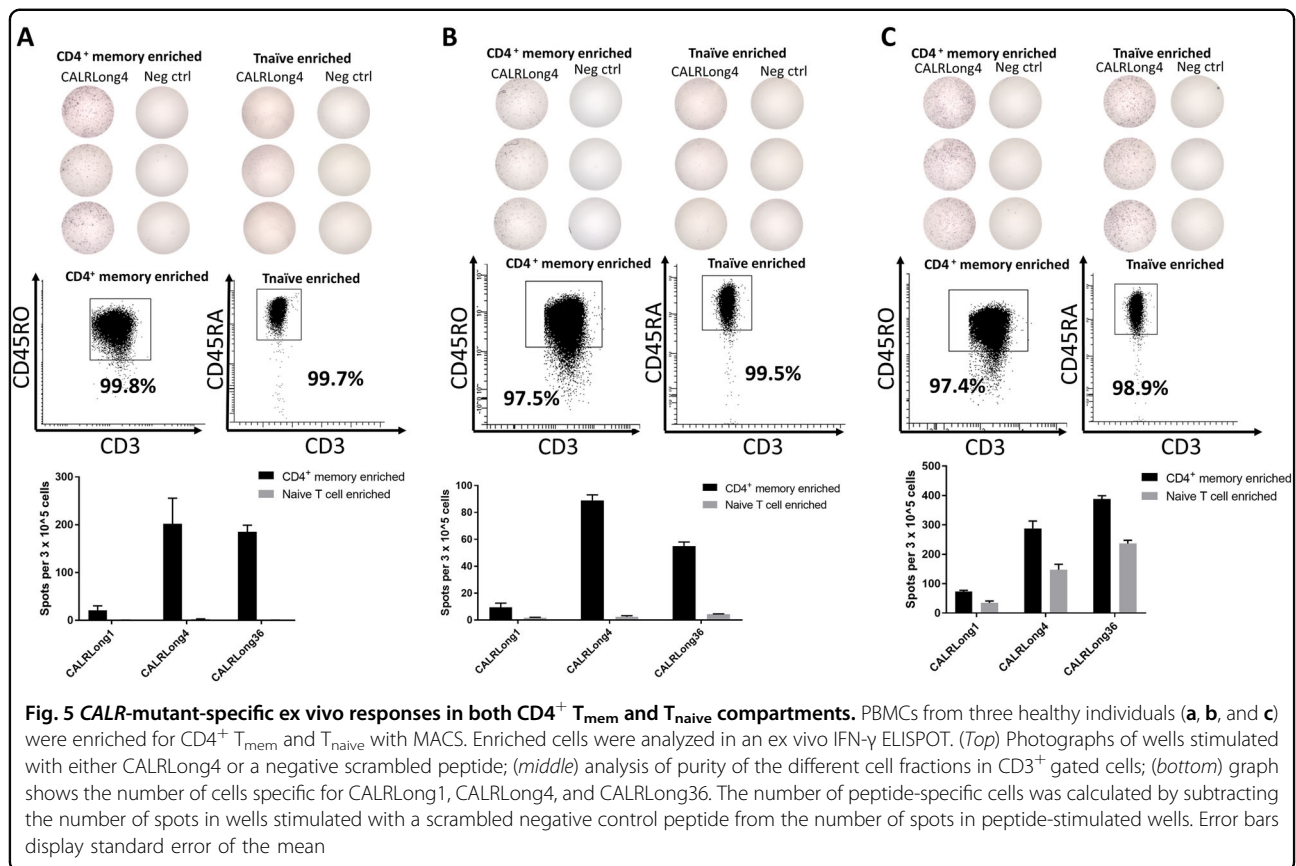 A
CD4+ memory enriched
Tnaïve enriched
CALRLong4
Neg ctrl
CALRLong4
Neg ctrl
CD4+ memory enriched
Tnaïve enriched
CD45RO
99.8%
CD3
CD45RA
99.7%
CD3
CD4+ memory enriched
Naive T cell enriched
Spots per 3 x 10^5 cells
300
200
100
0
CALRLong1
CALRLong4
CALRLong36
B
CD4+ memory enriched
Tnaïve enriched
CALRLong4
Neg ctrl
CALRLong4
Neg ctrl
CD4+ memory enriched
Tnaïve enriched
CD45RO
97.5%
CD3
CD45RA
99.5%
CD3
CD4+ memory enriched
Naive T cell enriched
Spots per 3 x 10^5 cells
100
80
60
40
20
0
CALRLong1
CALRLong4
CALRLong36
C
CD4+ memory enriched
Tnaïve enriched
CALRLong4
Neg ctrl
CALRLong4
Neg ctrl
CD4+ memory enriched
Tnaïve enriched
CD45RO
97.4%
CD3
CD45RA
98.9%
CD3
CD4+ memory enriched
Naive T cell enriched
Spots per 3 x 10^5 cells
500
400
300
200
100
0
CALRLong1
CALRLong4
CALRLong36
Fig. 5 CALR-mutant-specific ex vivo responses in both CD4+ Tmem and Tnaive compartments. PBMCs from three healthy individuals (a, b, and c)
were enriched for CD4+ Tmem and Tnaive with MACS. Enriched cells were analyzed in an ex vivo IFN-γ ELISPOT. (Top) Photographs of wells stimulated
with either CALRLong4 or a negative scrambled peptide; (middle) analysis of purity of the different cell fractions in CD3+ gated cells; (bottom) graph
shows the number of cells specific for CALRLong1, CALRLong4, and CALRLong36. The number of peptide-specific cells was calculated by subtracting
the number of spots in wells stimulated with a scrambled negative control peptide from the number of spots in peptide-stimulated wells. Error bars
display standard error of the mean